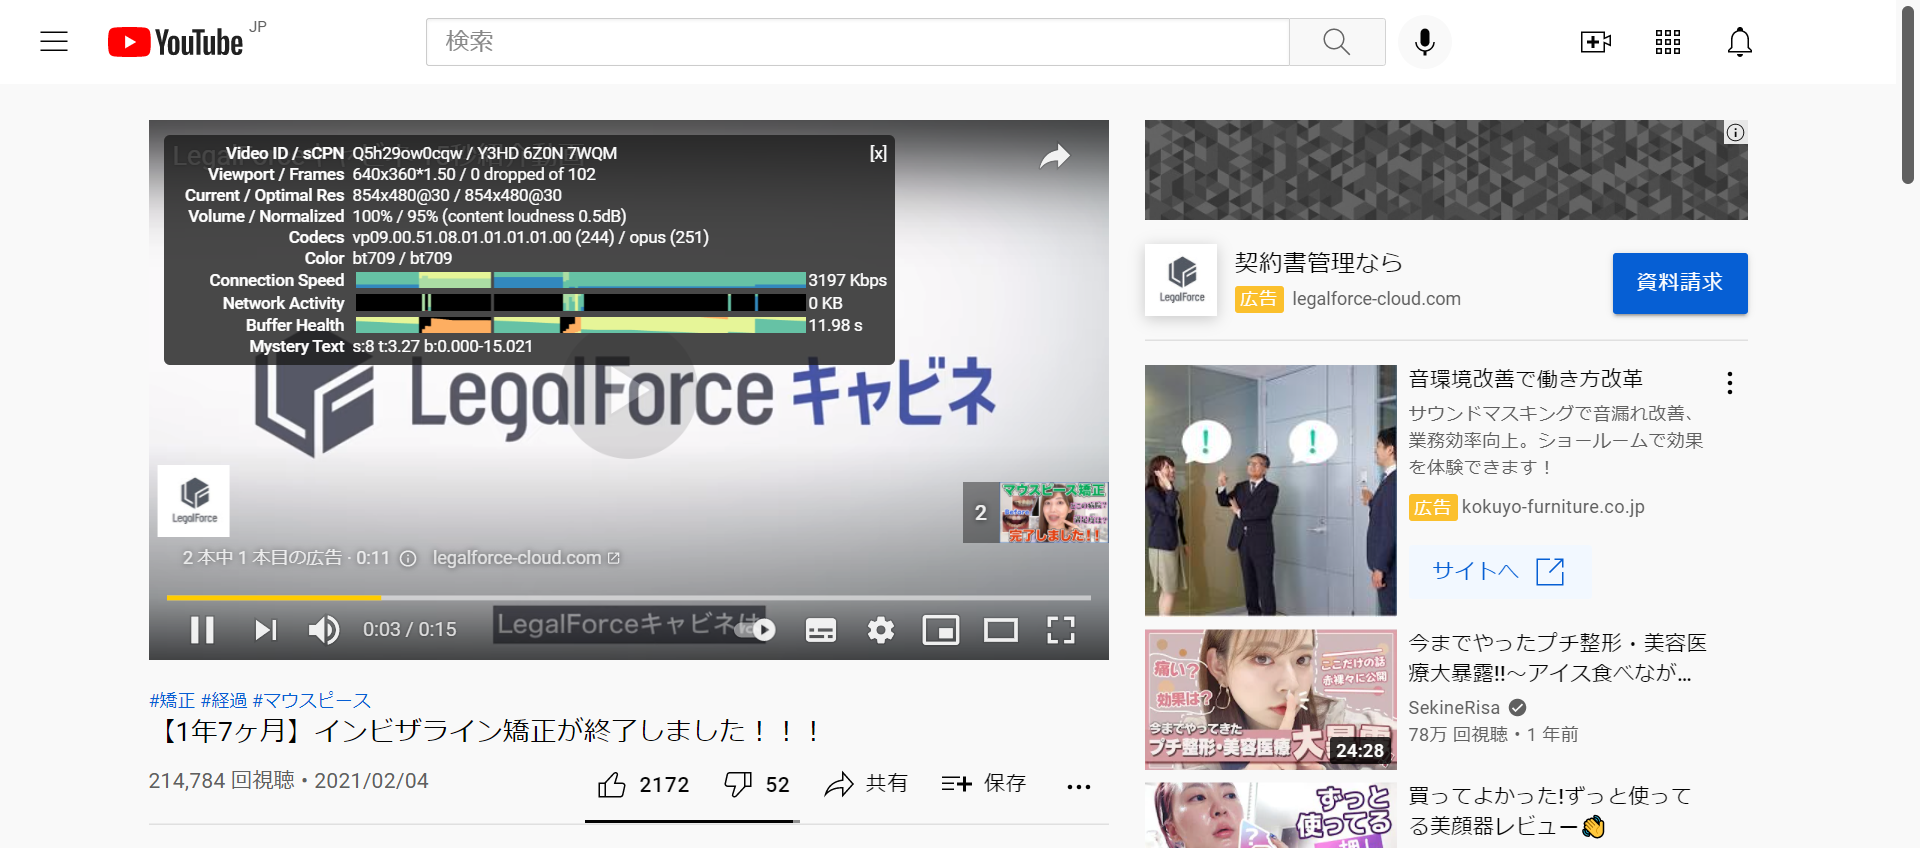 YouTube JP
検索
Video ID / sCPN Q5h29ow0cqw / Y3HD 6Z0N 7WQM [x]
Viewport / Frames 640x360*1.50 / 0 dropped of 102
Current / Optimal Res 854x480@30 / 854x480@30
Volume / Normalized 100% / 95% (content loudness 0.5dB)
Codecs vp09.00.51.08.01.01.01.01.00 (244) / opus (251)
Color bt709 / bt709
Connection Speed 3197 Kbps
Network Activity 0 KB
Buffer Health 11.98 s
Mystery Text s:8 t:3.27 b:0.000-15.021
LegalForce キャビネ
LegalForce
2
マウスピース矯正
完了しました!!
2 本中 1 本目の広告 · 0:11 legalforce-cloud.com
0:03 / 0:15
LegalForceキャビネは
#矯正 #経過 #マウスピース
【1年7ヶ月】インビザライン矯正が終了しました！！！
214,784 回視聴・2021/02/04
2172 52 共有 保存
LegalForce
契約書管理なら
広告 legalforce-cloud.com
資料請求
音環境改善で働き方改革
サウンドマスキングで音漏れ改善、
業務効率向上。ショールームで効果
を体験できます！
広告 kokuyo-furniture.co.jp
サイトへ
痛い？
効果は？
ここだけの話
赤裸々に公開
今までやってきた
プチ整形・美容医療
24:28
今までやったプチ整形・美容医
療大暴露!!〜アイス食べなが...
SekineRisa
78万 回視聴・1 年前
ずっと
使ってる
買ってよかった!ずっと使って
る美顔器レビュー👏